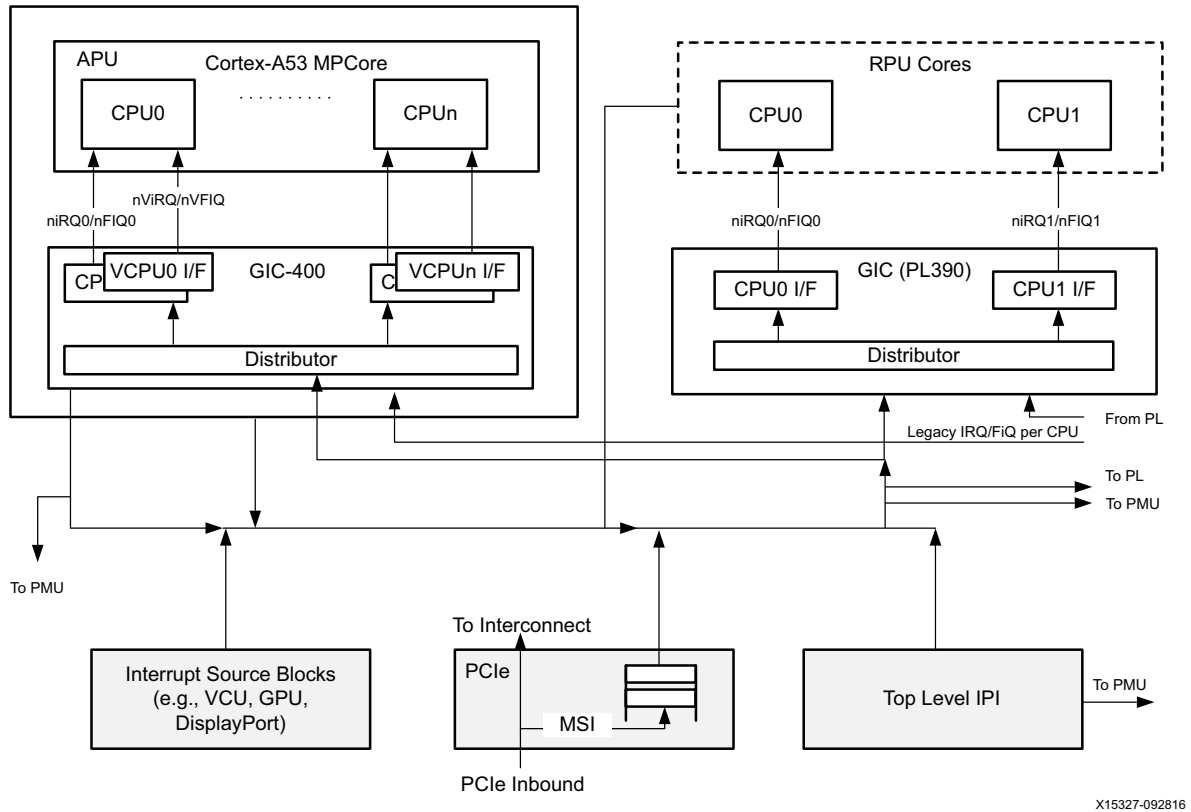 APU
Cortex-A53 MPCore
CPU0
. . . . . . . . . .
CPUn
RPU Cores
CPU0
CPU1
nViRQ/nVFIQ
niRQ0/nFIQ0
niRQ0/nFIQ0
niRQ1/nFIQ1
GIC-400
CP
VCPU0 I/F
C
VCPUn I/F
Distributor
GIC (PL390)
CPU0 I/F
CPU1 I/F
Distributor
From PL
Legacy IRQ/FiQ per CPU
To PL
To PMU
To PMU
To Interconnect
Interrupt Source Blocks
(e.g., VCU, GPU,
DisplayPort)
PCIe
MSI
PCIe Inbound
Top Level IPI
To PMU
X15327-092816